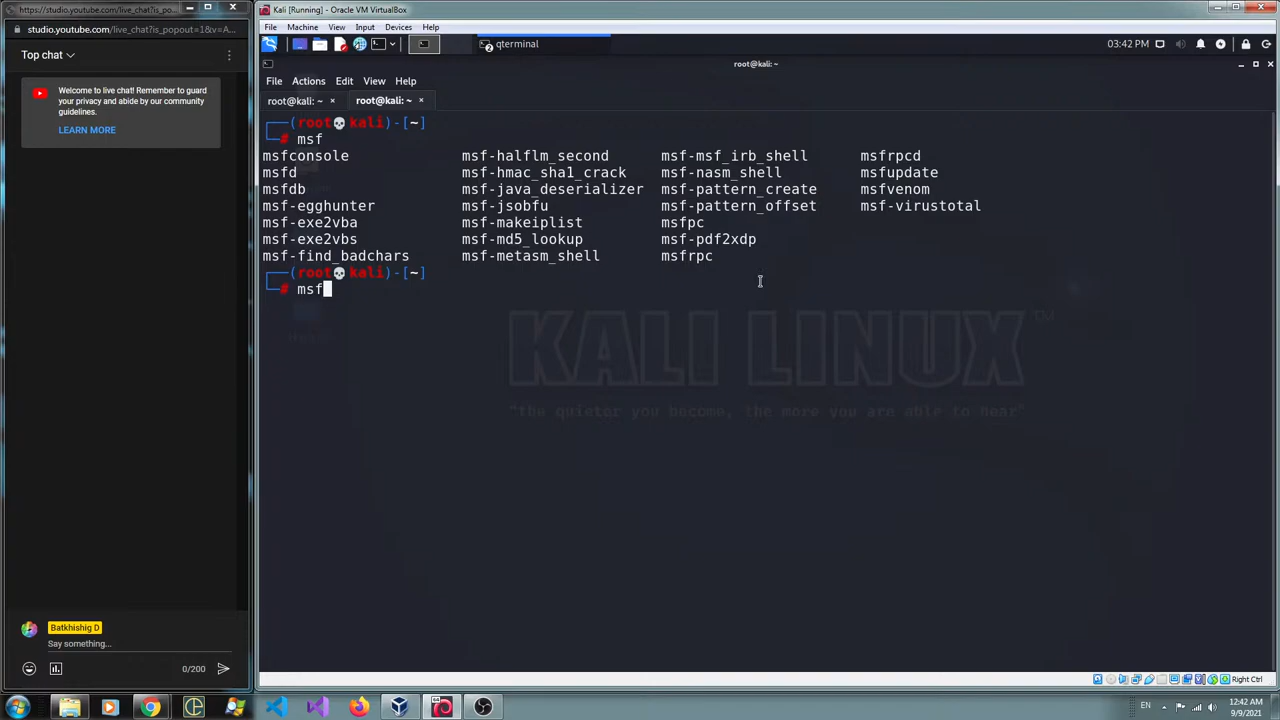 https://studio.youtube.com/live_chat?is_po...
studio.youtube.com/live_chat?is_popout=1&v=A...
Top chat
Welcome to live chat! Remember to guard
your privacy and abide by our community
guidelines.
LEARN MORE
Batkhishig D
Say something...
0/200
Kali [Running] - Oracle VM VirtualBox
File Machine View Input Devices Help
qterminal
03:42 PM
root@kali: ~
File Actions Edit View Help
root@kali: ~ × root@kali: ~ ×
(root kali)-[~]
# msf
msfconsole msf-halflm_second msf-msf_irb_shell msfrpcd
msfd msf-hmac_sha1_crack msf-nasm_shell msfupdate
msfdb msf-java_deserializer msf-pattern_create msfvenom
msf-egghunter msf-jsobfu msf-pattern_offset msf-virustotal
msf-exe2vba msf-makeiplist msfpc
msf-exe2vbs msf-md5_lookup msf-pdf2xdp
msf-find_badchars msf-metasm_shell msfrpc
(root kali)-[~]
# msf
KALI LINUX
"the quieter you become, the more you are able to hear"
Right Ctrl
EN
12:42 AM
9/9/2021